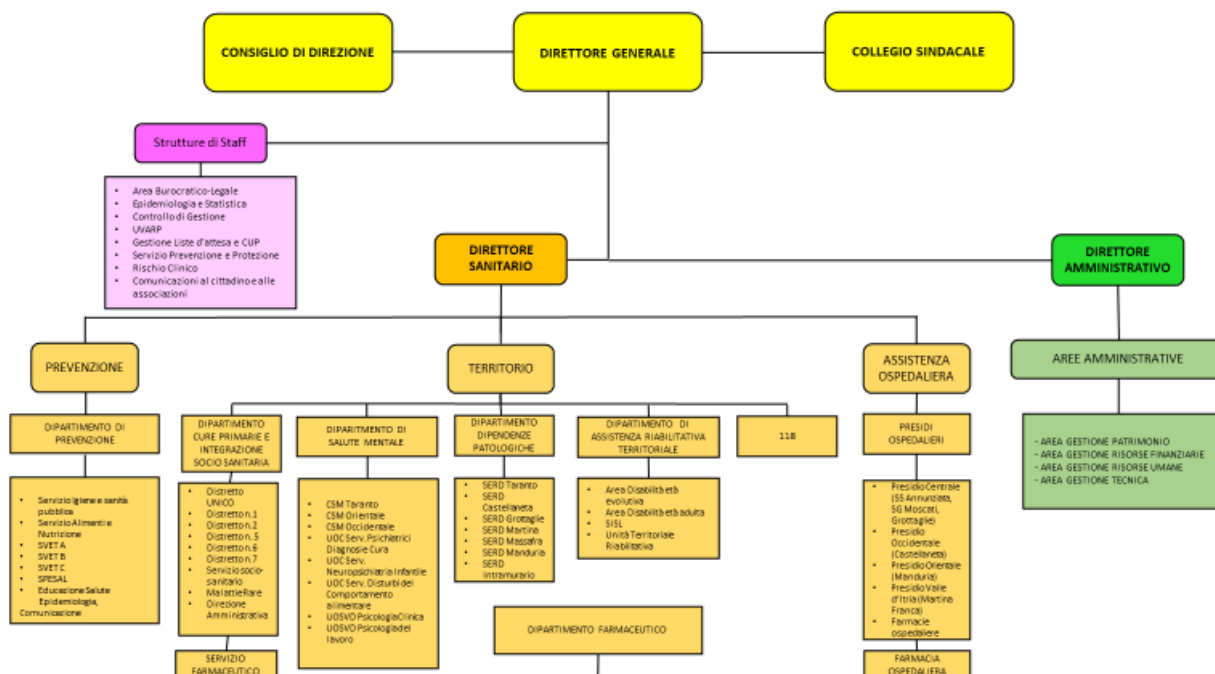 CONSIGLIO DI DIREZIONE
DIRETTORE GENERALE
COLLEGIO SINDACALE
Strutture di Staff
• Area Burocratico-Legale
• Epidemiologia e Statistica
• Controllo di Gestione
• UVARP
• Gestione Liste d'attesa e CUP
• Servizio Prevenzione e Protezione
• Rischio Clinico
• Comunicazioni al cittadino e alle
associazioni
DIRETTORE
SANITARIO
DIRETTORE
AMMINISTRATIVO
PREVENZIONE
TERRITORIO
ASSISTENZA
OSPEDALIERA
AREE AMMINISTRATIVE
DIPARTIMENTO DI
PREVENZIONE
DIPARTIMENTO
CURE PRIMARIE E
INTEGRAZIONE
SOCIO SANITARIA
DIPARITMENTO DI
SALUTE MENTALE
DIPARTIMENTO
DIPENDENZE
PATOLOGICHE
DIPARTIMENTO DI
ASSISTENZA RIABILITATIVA
TERRITORIALE
118
PRESIDI
OSPEDALIERI
- AREA GESTIONE PATRIMONIO
- AREA GESTIONE RISORSE FINANZIARIE
- AREA GESTIONE RISORSE UMANE
- AREA GESTIONE TECNICA
• Servizio Igiene e sanità
pubblica
• Servizio Alimenti e
Nutrizione
• SVET A
• SVET B
• SVET C
• SPESAL
• Educazione Salute
Epidemiologia,
Comunicazione
• Distretto
UNICO
• Distretto n. 1
• Distretto n. 2
• Distretto n. 5
• Distretto n. 6
• Distretto n. 7
• Servizio socio-
sanitario
• Malattie Rare
• Direzione
Amministrativa
• CSM Taranto
• CSM Orientale
• CSM Occidentale
• UOC Serv. Psichiatrici
Diagnosi e Cura
• UOC Serv.
Neuropsichiatria Infantile
• UOC Serv. Disturbi del
Comportamento
alimentare
• UOSVD Psicologia Clinica
• UOSVD Psicologia del
lavoro
• SERD Taranto
• SERD
Castellaneta
• SERD Grottaglie
• SERD Martina
• SERD Massafra
• SERD Manduria
• SERD
Intramurario
• Area Disabilità età
evolutiva
• Area Disabilità età adulta
• SISL
• Unità Territoriale
Riabilitativa
• Presidio Centrale
(SS Annunziata,
SG Moscati,
Grottaglie)
• Presidio
Occidentale
(Castellaneta)
• Presidio Orientale
(Manduria)
• Presidio Valle
d'Itria (Martina
Franca)
• Farmacie
ospedaliere
DIPARTIMENTO FARMACEUTICO
SERVIZIO
FARMACEUTICO
FARMACIA
OSPEDALIERA